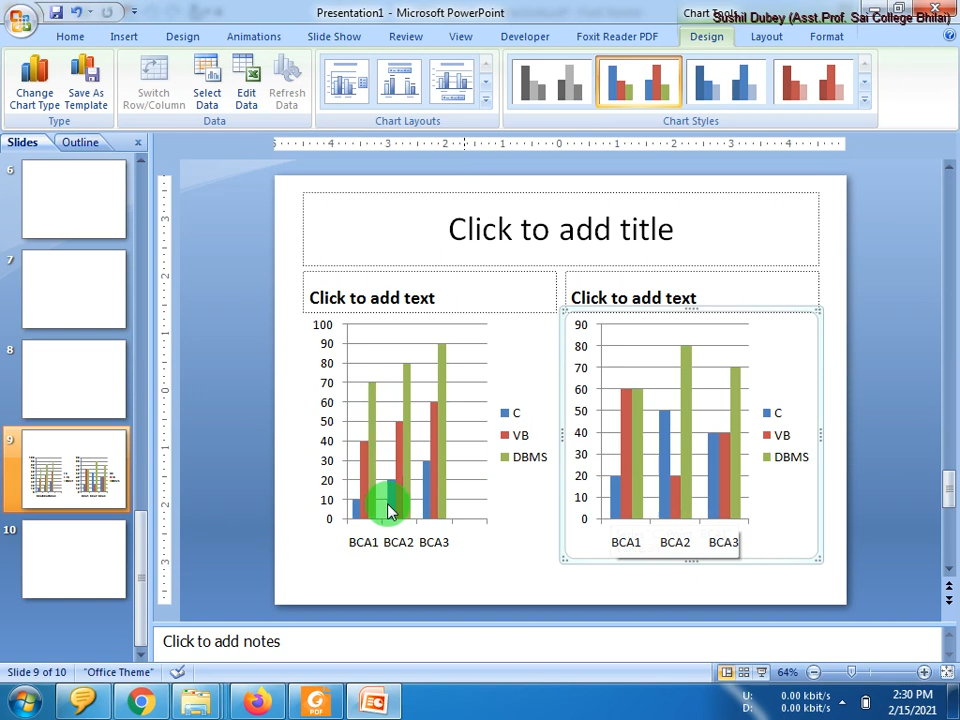 Presentation1 - Microsoft PowerPoint
Sushil Dubey (Asst.Prof. Sai College Bhilai)
Home Insert Design Animations Slide Show Review View Developer Foxit Reader PDF Design Layout Format
Change Chart Type
Save As Template
Switch Row/Column
Select Data
Edit Data
Refresh Data
Type Data Chart Layouts Chart Styles
Slides Outline
6
7
8
9
10
Click to add title
Click to add text
100
90
80
70
60
50
40
30
20
10
0
BCA1 BCA2 BCA3
C
VB
DBMS
Click to add text
90
80
70
60
50
40
30
20
10
0
BCA1 BCA2 BCA3
C
VB
DBMS
Click to add notes
Slide 9 of 10 "Office Theme" 64%
PDF
U: 0.00 kbit/s
D: 0.00 kbit/s
2:30 PM
2/15/2021